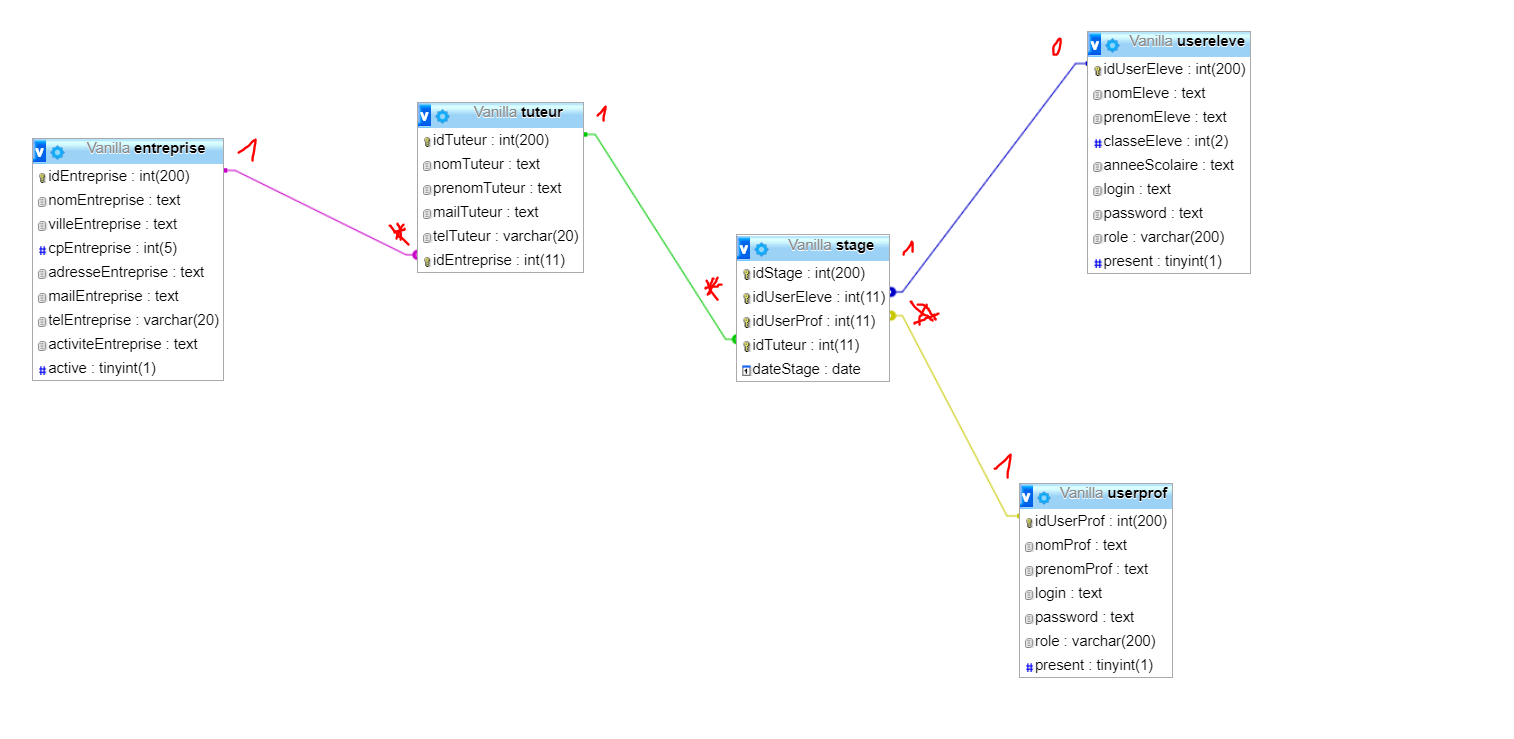 Vanilla entreprise
idEntreprise : int(200)
nomEntreprise : text
villeEntreprise : text
cpEntreprise : int(5)
adresseEntreprise : text
mailEntreprise : text
telEntreprise : varchar(20)
activiteEntreprise : text
active : tinyint(1)
1
*
Vanilla tuteur
idTuteur : int(200)
nomTuteur : text
prenomTuteur : text
mailTuteur : text
telTuteur : varchar(20)
idEntreprise : int(11)
1
*
Vanilla stage
idStage : int(200)
idUserEleve : int(11)
idUserProf : int(11)
idTuteur : int(11)
dateStage : date
1
*
0
Vanilla usereleve
idUserEleve : int(200)
nomEleve : text
prenomEleve : text
classeEleve : int(2)
anneeScolaire : text
login : text
password : text
role : varchar(200)
present : tinyint(1)
1
Vanilla userprof
idUserProf : int(200)
nomProf : text
prenomProf : text
login : text
password : text
role : varchar(200)
present : tinyint(1)